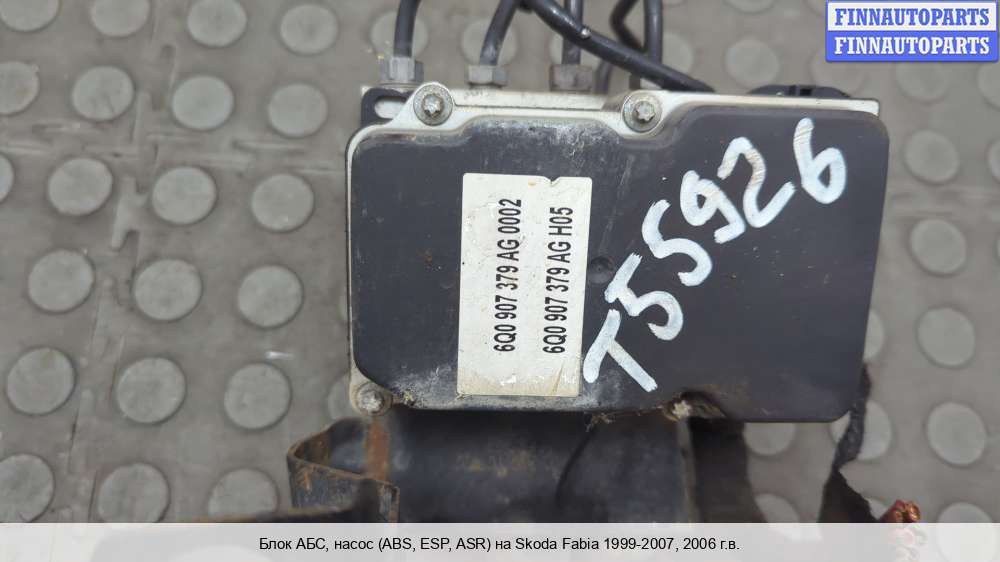 FINNAUTOPARTS
FINNAUTOPARTS
6Q0 907 379 AG 0002
6Q0 907 379 AG H05
T55926
Блок АБС, насос (ABS, ESP, ASR) на Skoda Fabia 1999-2007, 2006 г.в.